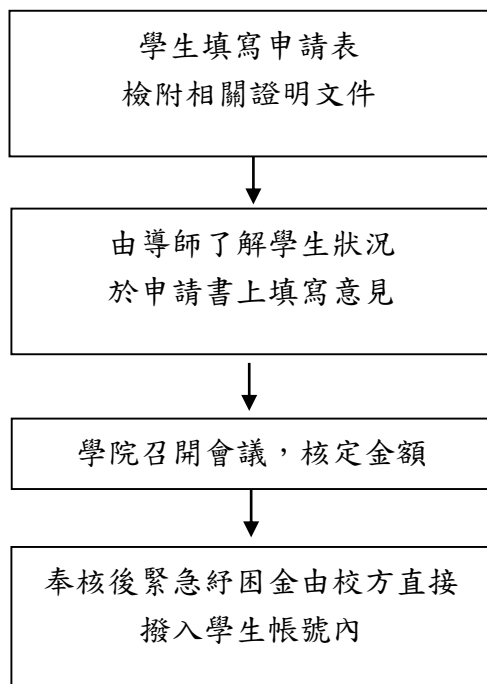 學生填寫申請表
檢附相關證明文件
由導師了解學生狀況
於申請書上填寫意見
學院召開會議，核定金額
奉核後緊急紓困金由校方直接
撥入學生帳號內